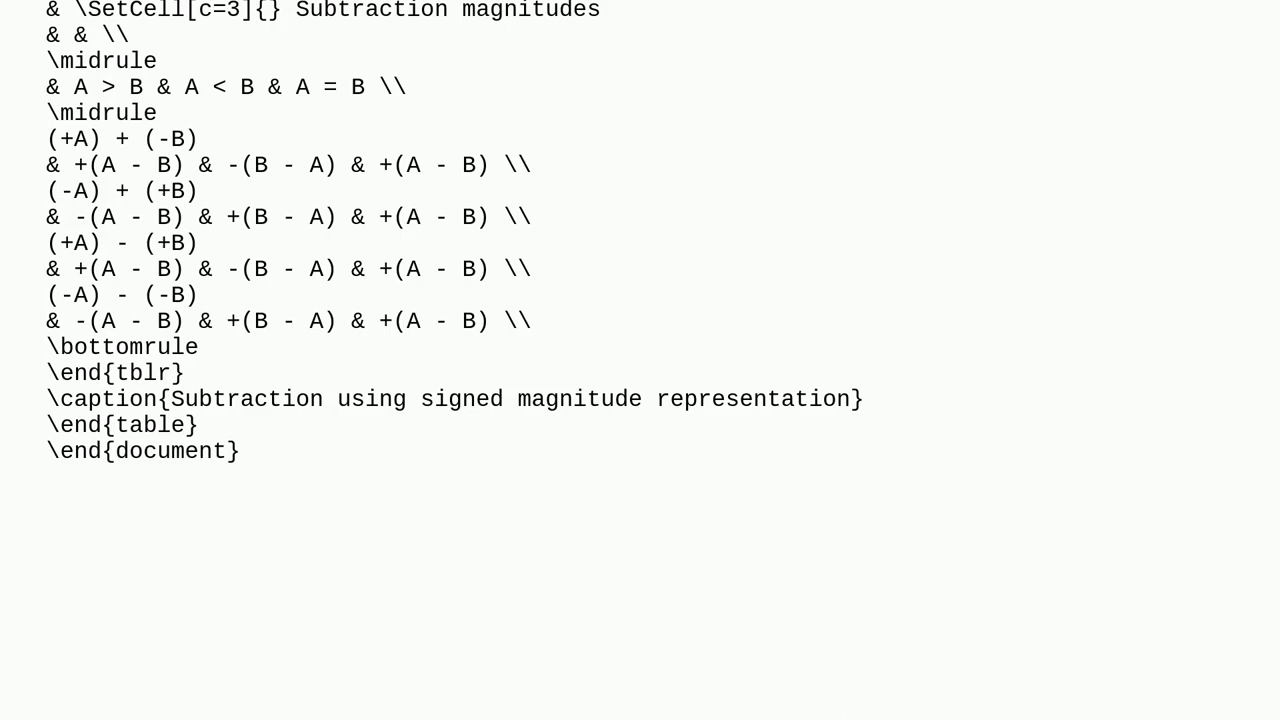 & \SetCell[c=3]{} Subtraction magnitudes
& & \\
\midrule
& A > B & A < B & A = B \\
\midrule
(+A) + (-B)
& +(A - B) & -(B - A) & +(A - B) \\
(-A) + (+B)
& -(A - B) & +(B - A) & +(A - B) \\
(+A) - (+B)
& +(A - B) & -(B - A) & +(A - B) \\
(-A) - (-B)
& -(A - B) & +(B - A) & +(A - B) \\
\bottomrule
\end{tblr}
\caption{Subtraction using signed magnitude representation}
\end{table}
\end{document}